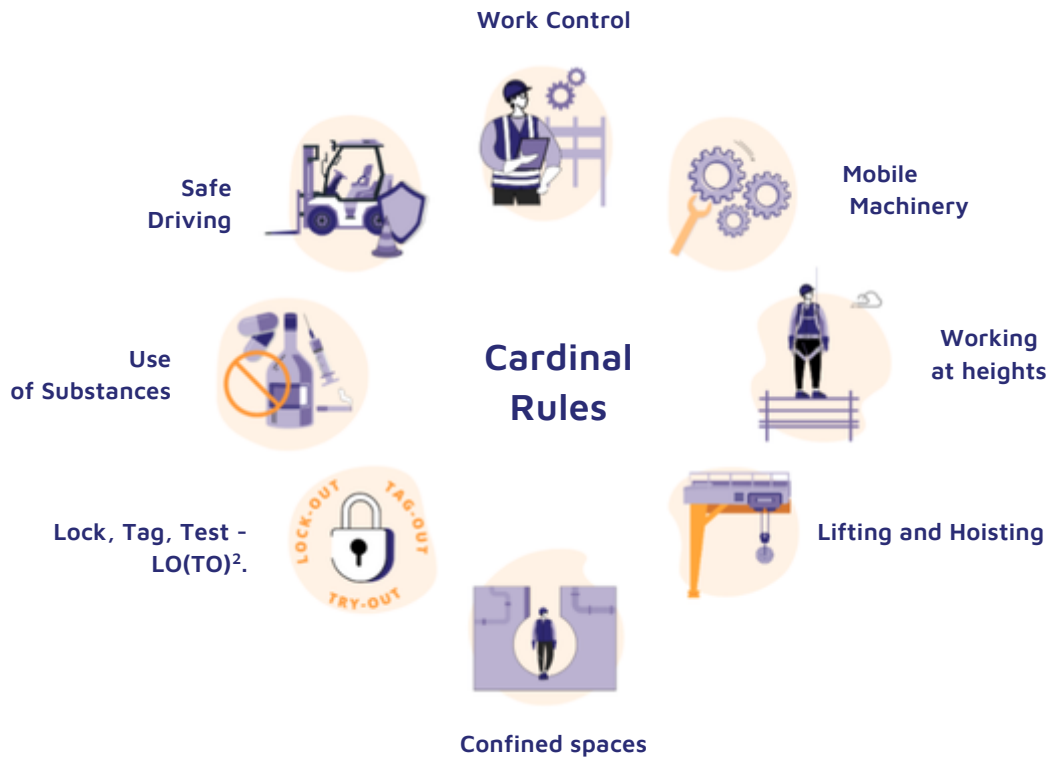 Work Control
Safe
Driving
Mobile
Machinery
Use
of Substances
Cardinal
Rules
Working
at heights
Lock, Tag, Test -
LO(TO)².
LOCK-OUT
TAG-OUT
TRY-OUT
Lifting and Hoisting
Confined spaces